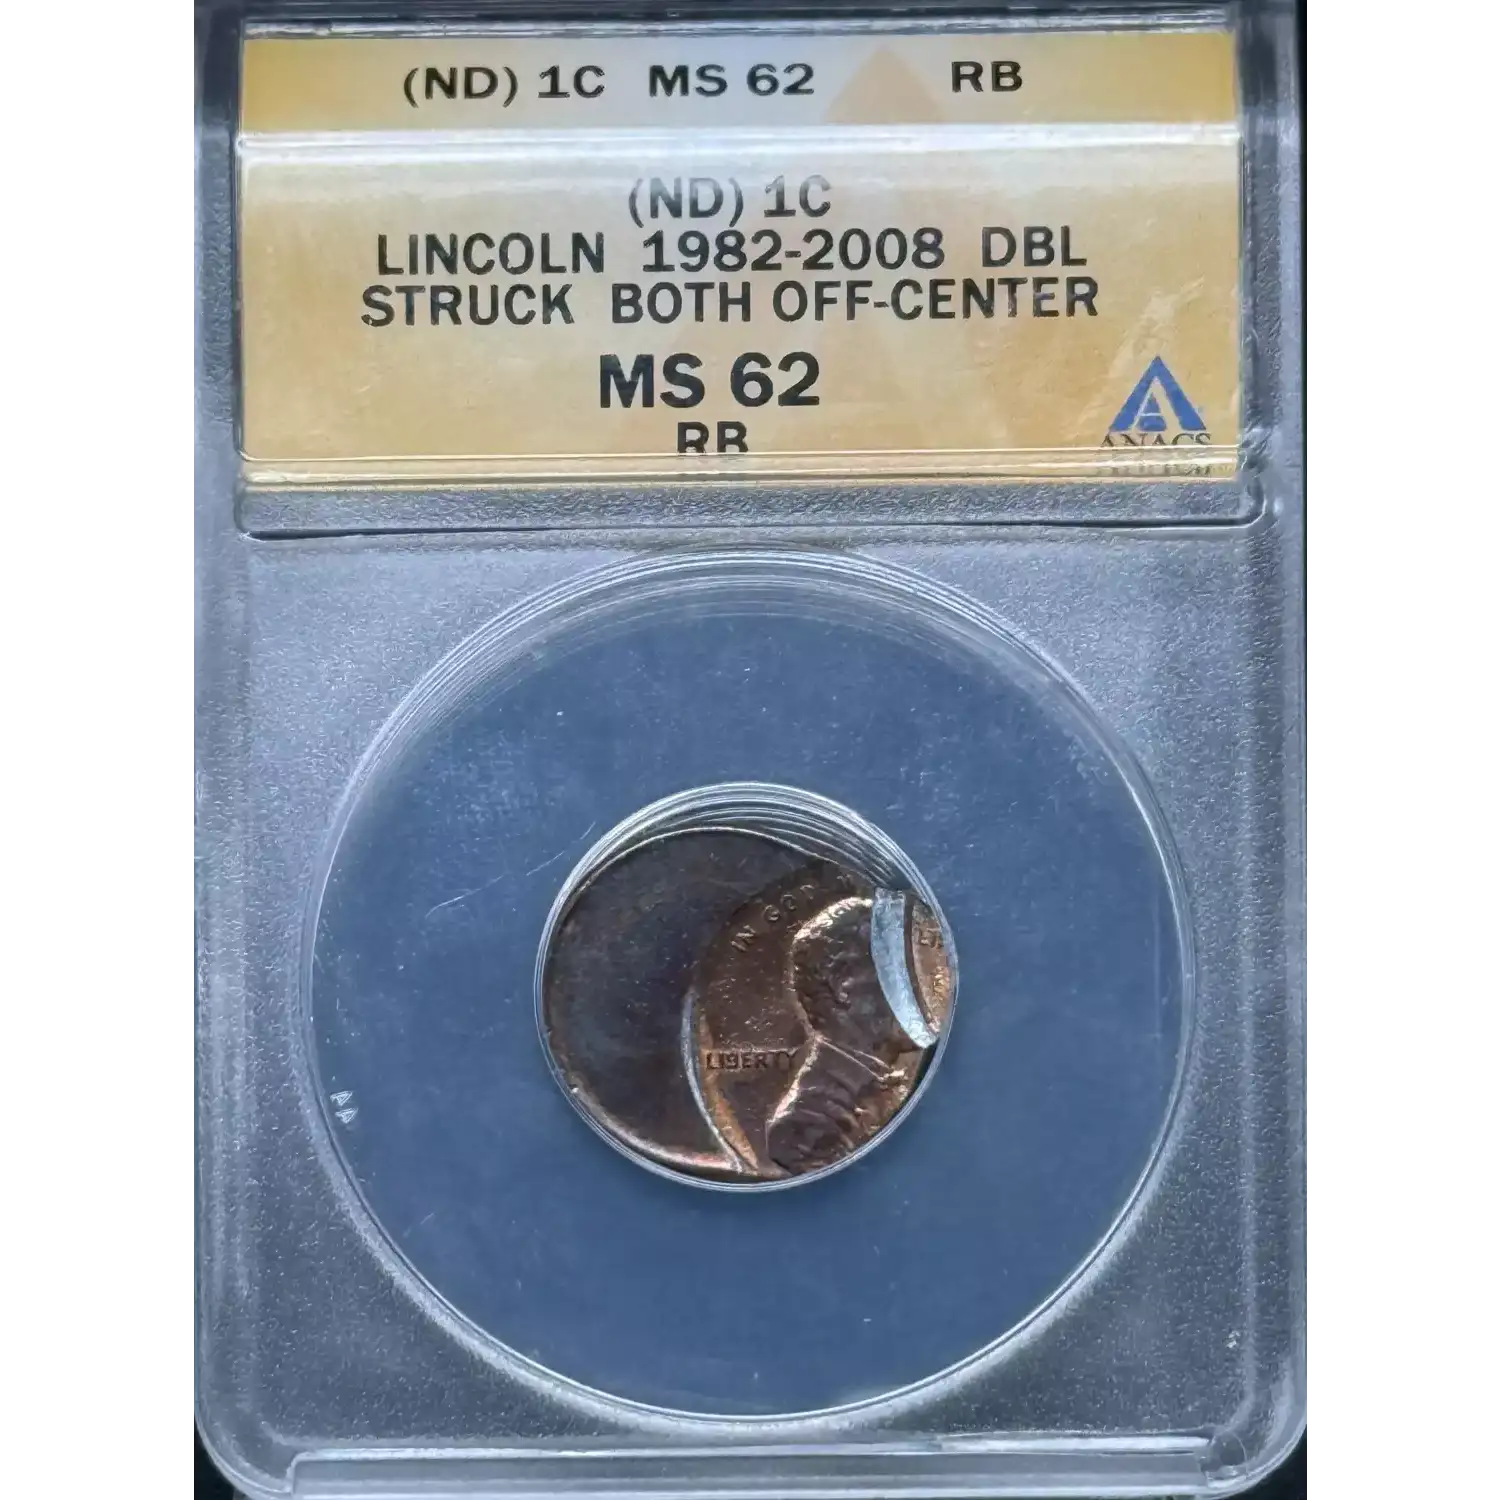 (ND) 1C MS 62 RB
(ND) 1C
LINCOLN 1982-2008 DBL
STRUCK BOTH OFF-CENTER
MS 62
RB
ANACS
IN GOD
LIBERTY